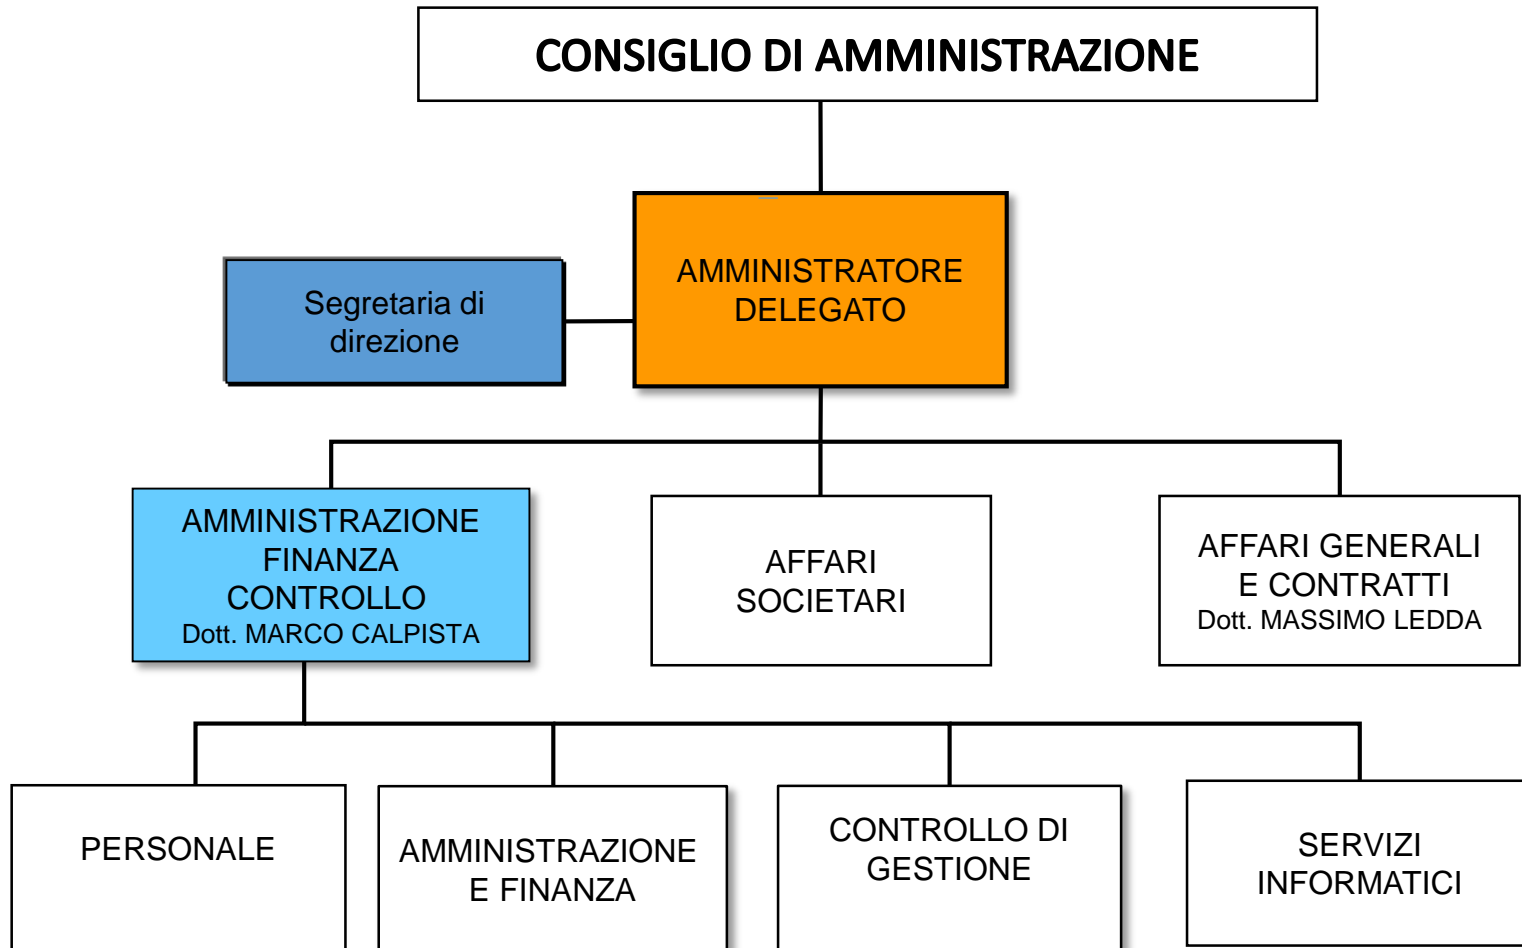 CONSIGLIO DI AMMINISTRAZIONE
AMMINISTRATORE
DELEGATO
Segretaria di
direzione
AMMINISTRAZIONE
FINANZA
CONTROLLO
Dott. MARCO CALPISTA
AFFARI
SOCIETARI
AFFARI GENERALI
E CONTRATTI
Dott. MASSIMO LEDDA
PERSONALE
AMMINISTRAZIONE
E FINANZA
CONTROLLO DI
GESTIONE
SERVIZI
INFORMATICI